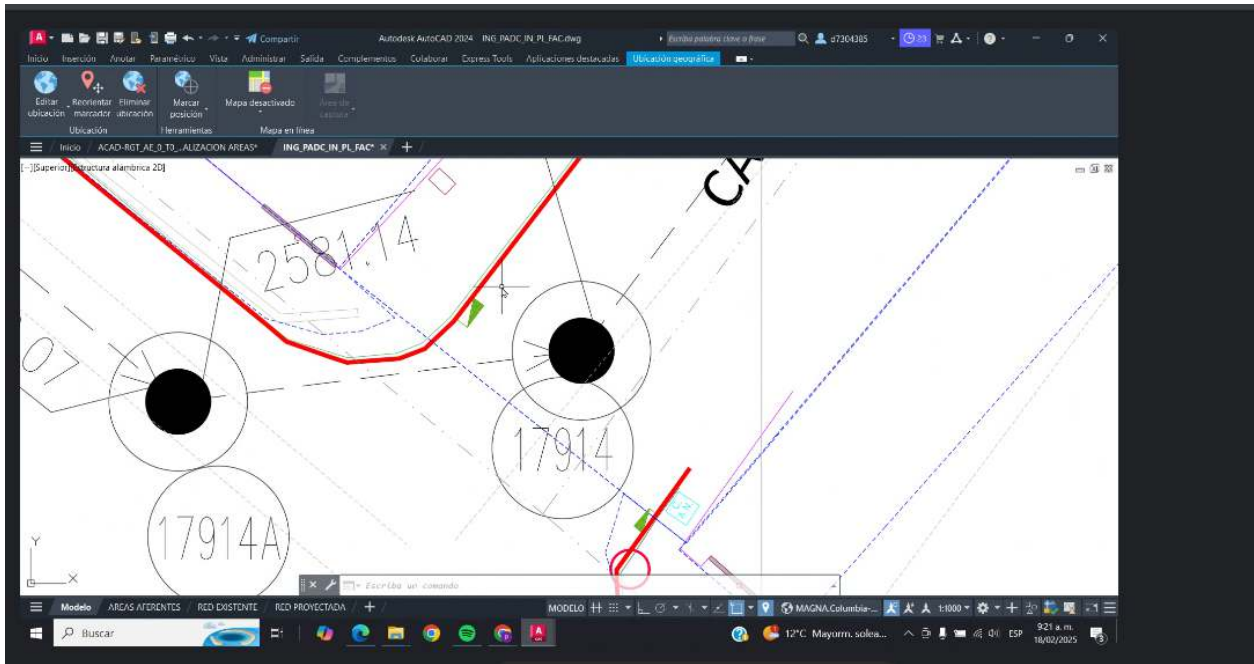 Compartir
Autodesk AutoCAD 2024 ING_PADC_IN_PL_FAC.dwg
Escriba palabra clave o frase
d7304385
Inicio Inserción Anotar Paramétrico Vista Administrar Salida Complementos Colaborar Express Tools Aplicaciones destacadas Ubicación geográfica
Editar ubicación
Reorientar marcador
Eliminar ubicación
Marcar posición
Mapa desactivado
Ubicación Herramientas Mapa en línea
Inicio ACAD-RGT_AE_0_T0_...ALIZACION AREAS* ING_PADC_IN_PL_FAC*
[−][Superior][Estructura alámbrica 2D]
CA
2581.14
07
17914
17914A
Y
X
Escriba un comando
Modelo AREAS AFERENTES RED EXISTENTE RED PROYECTADA +
MODELO
MAGNA.Columbia-...
1:1000
Buscar
12°C Mayorm. solea...
ESP
9:21 a. m.
18/02/2025